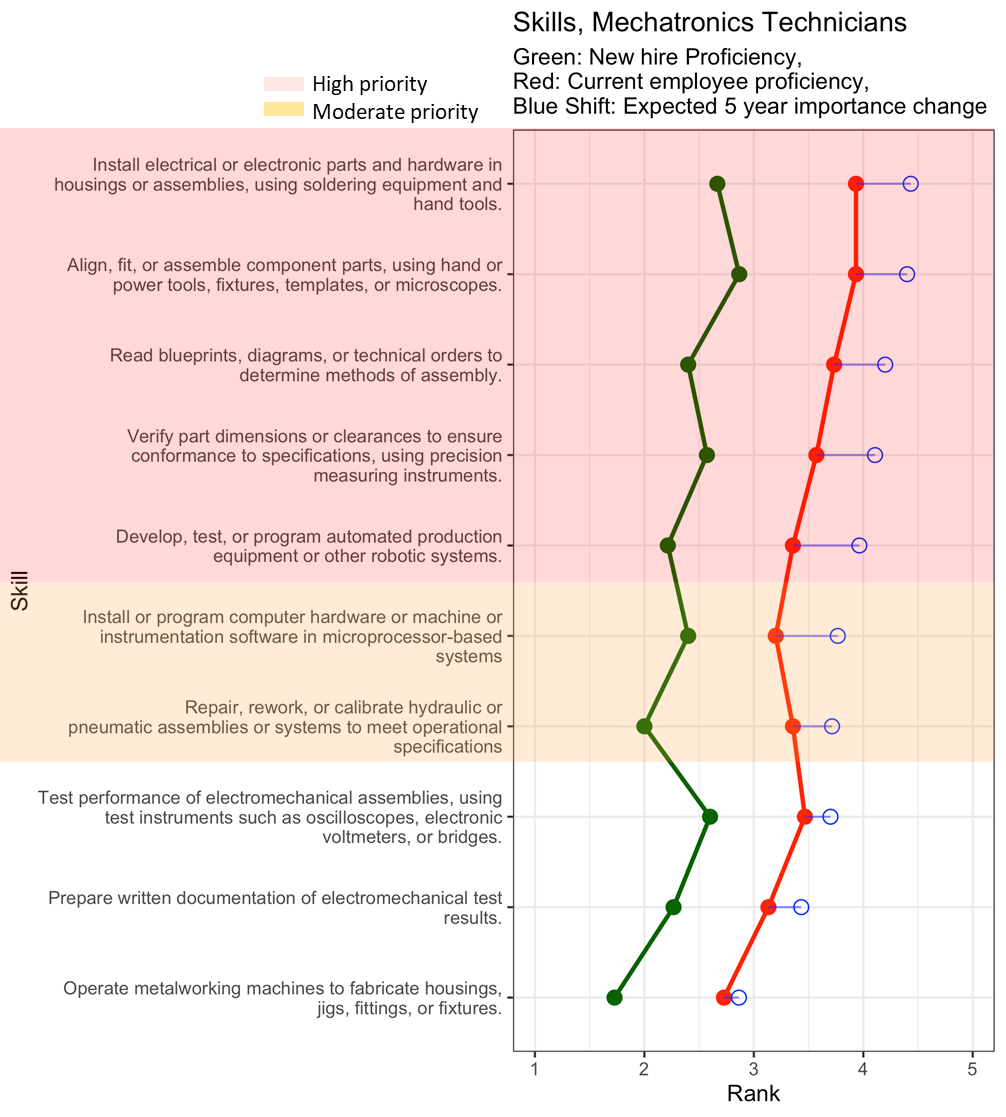 Skills, Mechatronics Technicians
Green: New hire Proficiency,
Red: Current employee proficiency,
Blue Shift: Expected 5 year importance change
High priority
Moderate priority
Install electrical or electronic parts and hardware in
housings or assemblies, using soldering equipment and
hand tools.
Align, fit, or assemble component parts, using hand or
power tools, fixtures, templates, or microscopes.
Read blueprints, diagrams, or technical orders to
determine methods of assembly.
Verify part dimensions or clearances to ensure
conformance to specifications, using precision
measuring instruments.
Develop, test, or program automated production
equipment or other robotic systems.
Skill
Install or program computer hardware or machine or
instrumentation software in microprocessor-based
systems
Repair, rework, or calibrate hydraulic or
pneumatic assemblies or systems to meet operational
specifications
Test performance of electromechanical assemblies, using
test instruments such as oscilloscopes, electronic
voltmeters, or bridges.
Prepare written documentation of electromechanical test
results.
Operate metalworking machines to fabricate housings,
jigs, fittings, or fixtures.
1 2 3 4 5
Rank